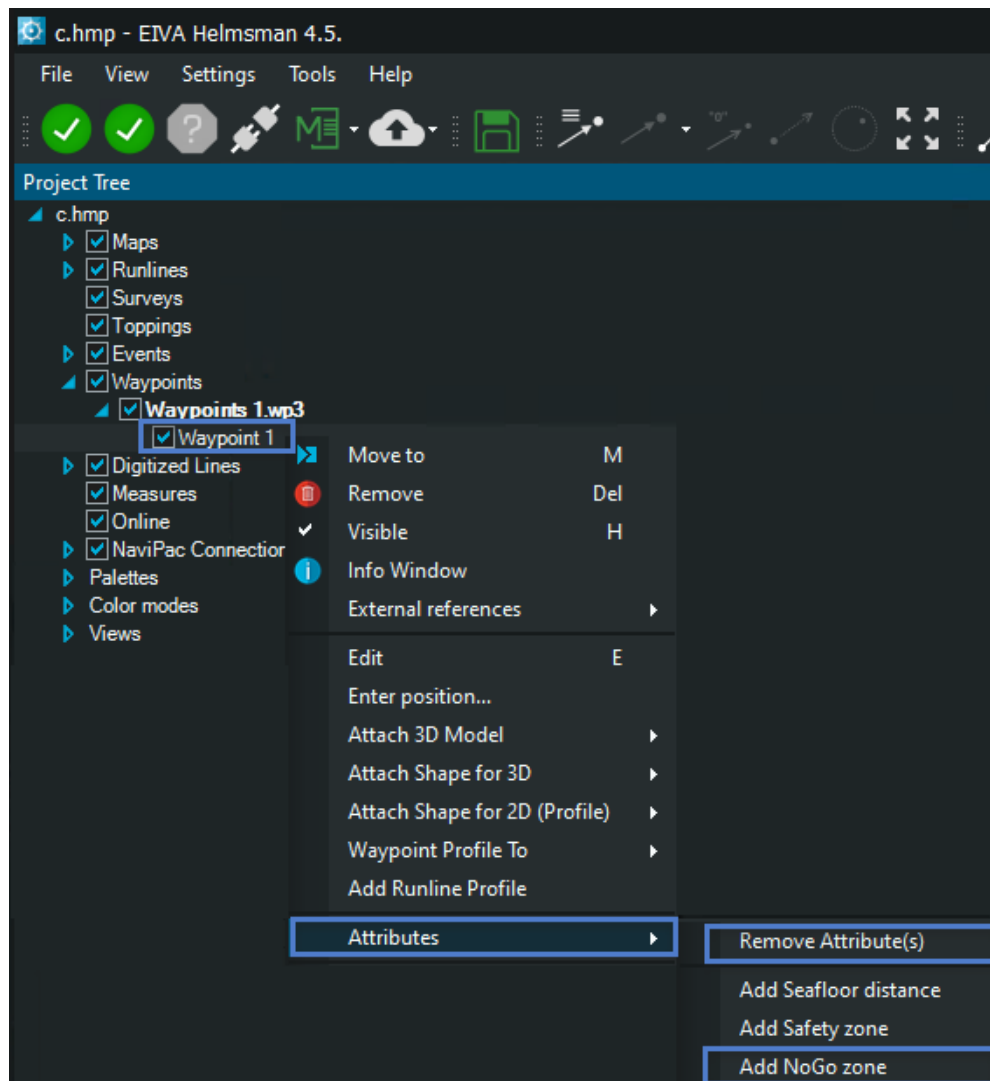 c.hmp - EIVA Helmsman 4.5.
File View Settings Tools Help
Project Tree
c.hmp
Maps
Runlines
Surveys
Toppings
Events
Waypoints
Waypoints 1.wp3
Waypoint 1
Digitized Lines
Measures
Online
NaviPac Connection
Palettes
Color modes
Views
Move to M
Remove Del
Visible H
Info Window
External references
Edit E
Enter position...
Attach 3D Model
Attach Shape for 3D
Attach Shape for 2D (Profile)
Waypoint Profile To
Add Runline Profile
Attributes
Remove Attribute(s)
Add Seafloor distance
Add Safety zone
Add NoGo zone